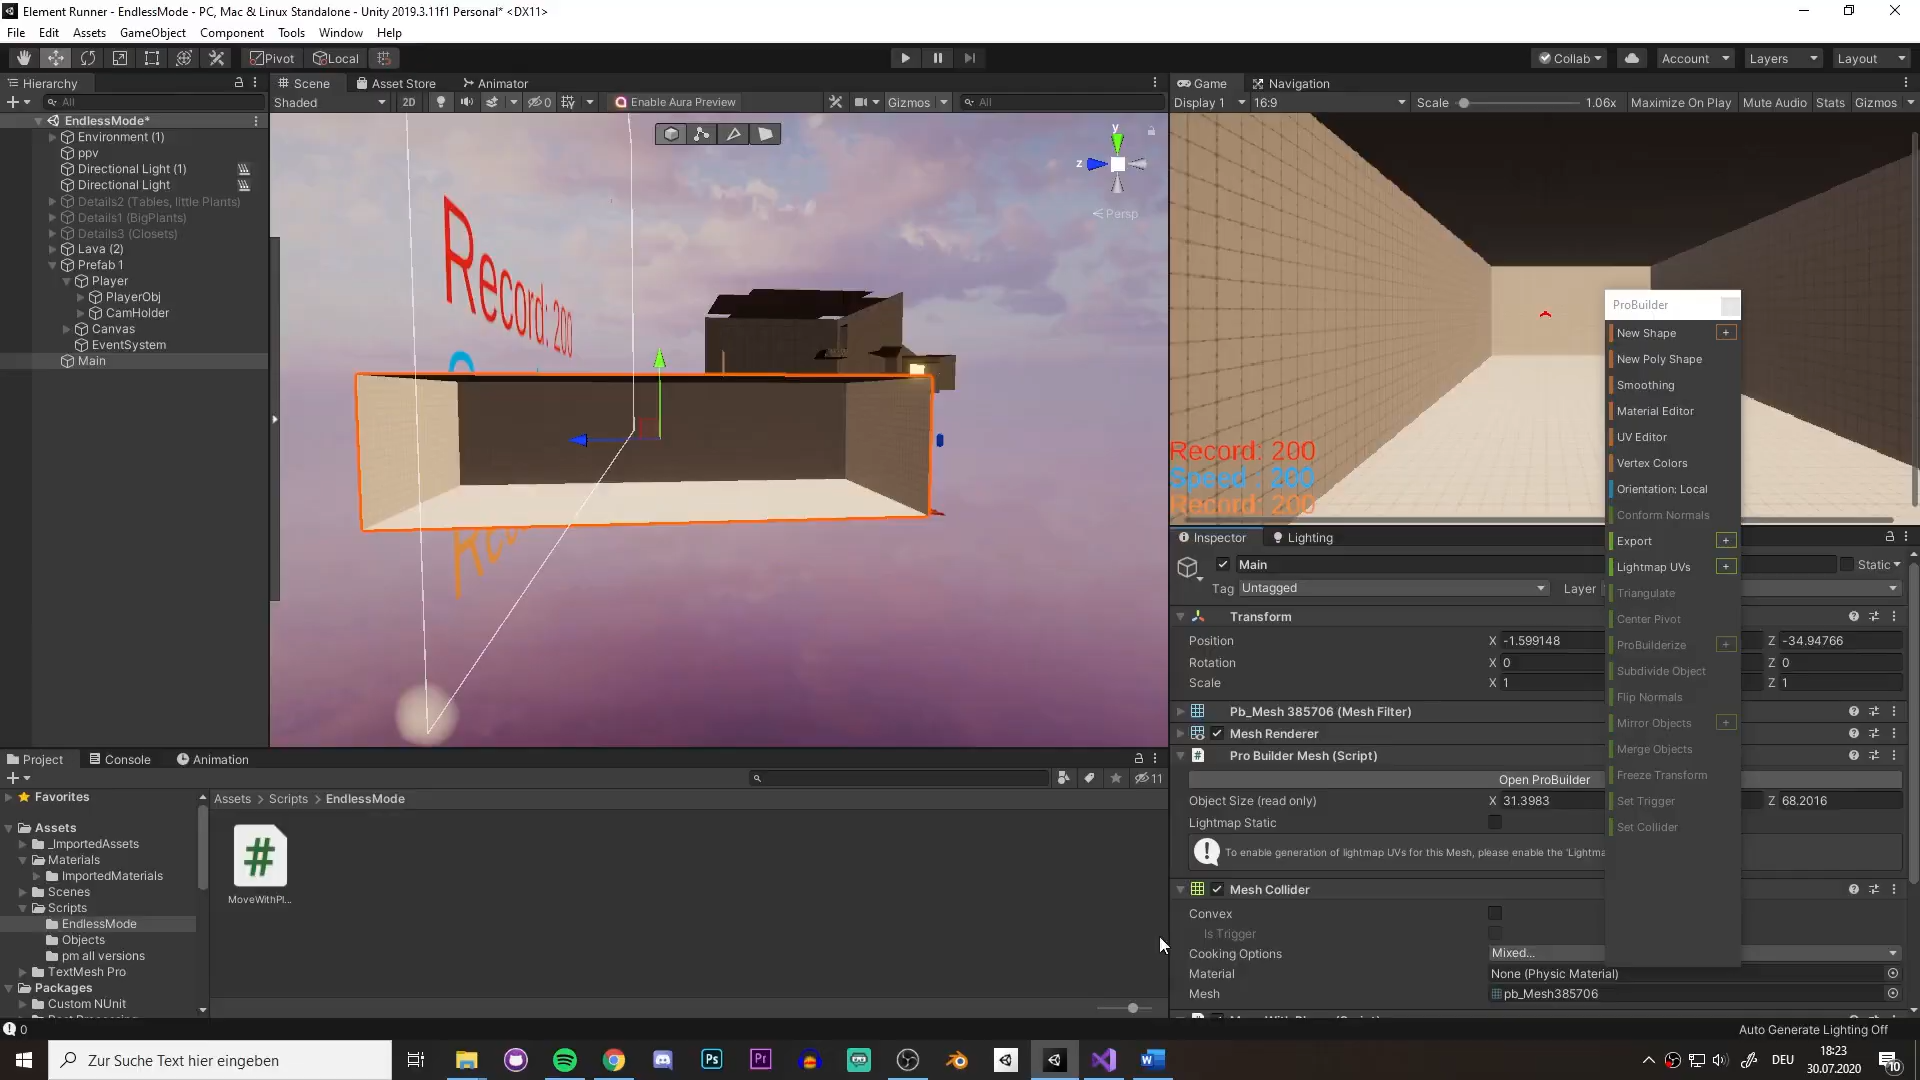 Element Runner - EndlessMode - PC, Mac & Linux Standalone - Unity 2019.3.11f1 Personal* <DX11>
File Edit Assets GameObject Component Tools Window Help
Pivot Local Collab Account Layers Layout
Hierarchy
All
EndlessMode*
Environment (1)
ppv
Directional Light (1)
Directional Light
Details2 (Tables, little Plants)
Details1 (BigPlants)
Details3 (Closets)
Lava (2)
Prefab 1
Player
PlayerObj
CamHolder
Canvas
EventSystem
Main
Scene Asset Store Animator
Shaded 2D 0 Enable Aura Preview Gizmos All
y
z
Persp
Record: 200
Game Navigation
Display 1 16:9 Scale 1.06x Maximize On Play Mute Audio Stats Gizmos
Record: 200
Speed : 200
Record: 200
ProBuilder
New Shape +
New Poly Shape
Smoothing
Material Editor
UV Editor
Vertex Colors
Orientation: Local
Conform Normals
Export +
Lightmap UVs +
Triangulate
Center Pivot
ProBuilderize +
Subdivide Object
Flip Normals
Mirror Objects +
Merge Objects
Freeze Transform
Set Trigger
Set Collider
Inspector Lighting
Main Static
Tag Untagged Layer
Transform
Position X -1.599148 Z -34.94766
Rotation X 0 Z 0
Scale X 1 Z 1
Pb_Mesh 385706 (Mesh Filter)
Mesh Renderer
Pro Builder Mesh (Script)
Open ProBuilder
Object Size (read only) X 31.3983 Z 68.2016
Lightmap Static
To enable generation of lightmap UVs for this Mesh, please enable the 'Lightma
Mesh Collider
Convex
Is Trigger
Cooking Options Mixed...
Material None (Physic Material)
Mesh pb_Mesh385706
Project Console Animation
11
Favorites
Assets
_ImportedAssets
Materials
ImportedMaterials
Scenes
Scripts
EndlessMode
Objects
pm all versions
TextMesh Pro
Packages
Custom NUnit
Assets > Scripts > EndlessMode
#
MoveWithPl...
0
Auto Generate Lighting Off
Zur Suche Text hier eingeben
Ps
Pr
W
DEU
18:23
30.07.2020
10